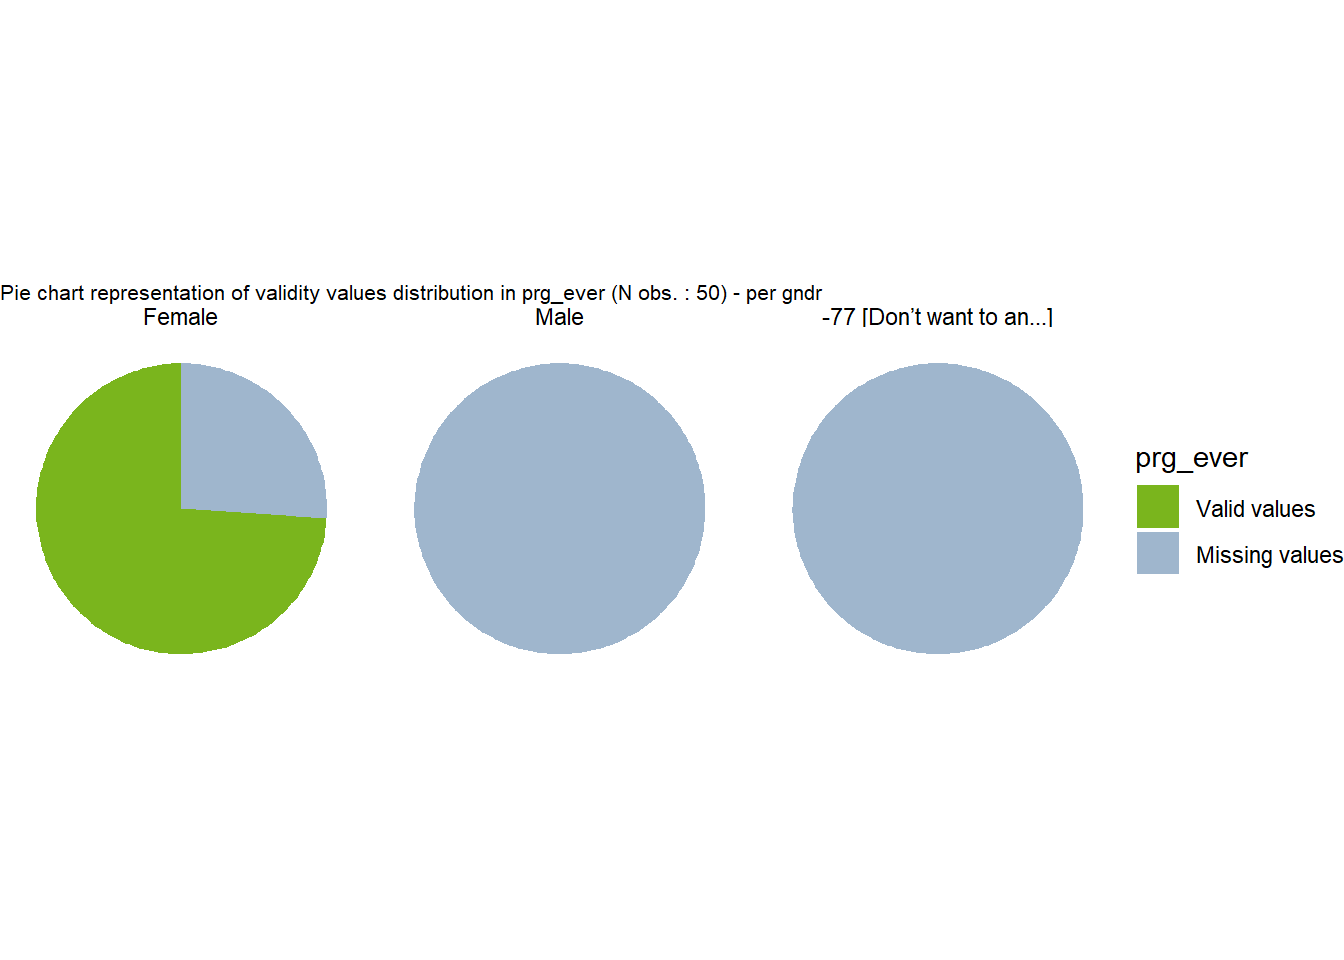 Pie chart representation of validity values distribution in prg_ever (N obs. : 50) - per gndr
Female
Male
-77 [Don’t want to an...]
prg_ever
Valid values
Missing values